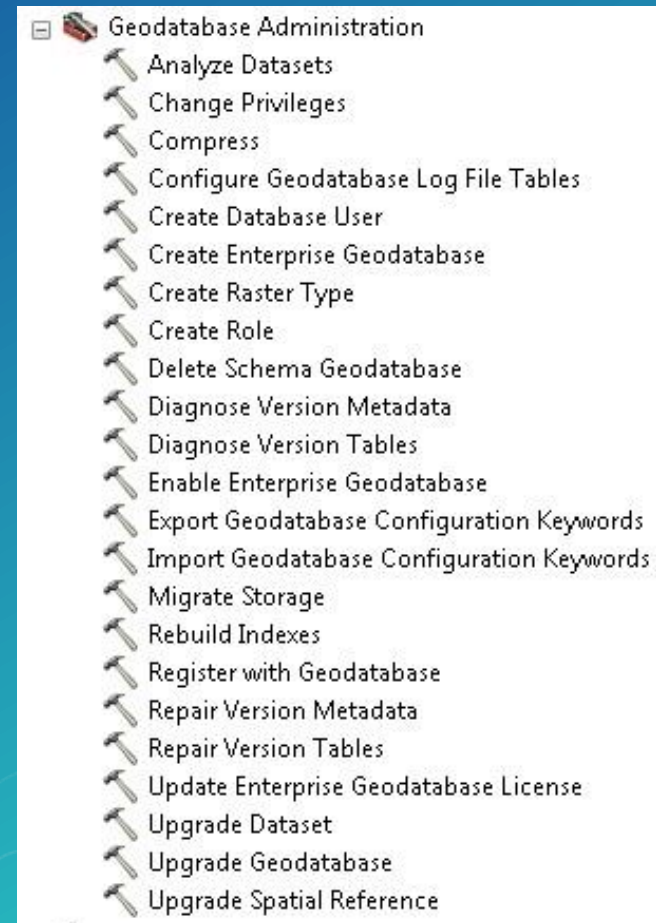 Geodatabase Administration
Analyze Datasets
Change Privileges
Compress
Configure Geodatabase Log File Tables
Create Database User
Create Enterprise Geodatabase
Create Raster Type
Create Role
Delete Schema Geodatabase
Diagnose Version Metadata
Diagnose Version Tables
Enable Enterprise Geodatabase
Export Geodatabase Configuration Keywords
Import Geodatabase Configuration Keywords
Migrate Storage
Rebuild Indexes
Register with Geodatabase
Repair Version Metadata
Repair Version Tables
Update Enterprise Geodatabase License
Upgrade Dataset
Upgrade Geodatabase
Upgrade Spatial Reference